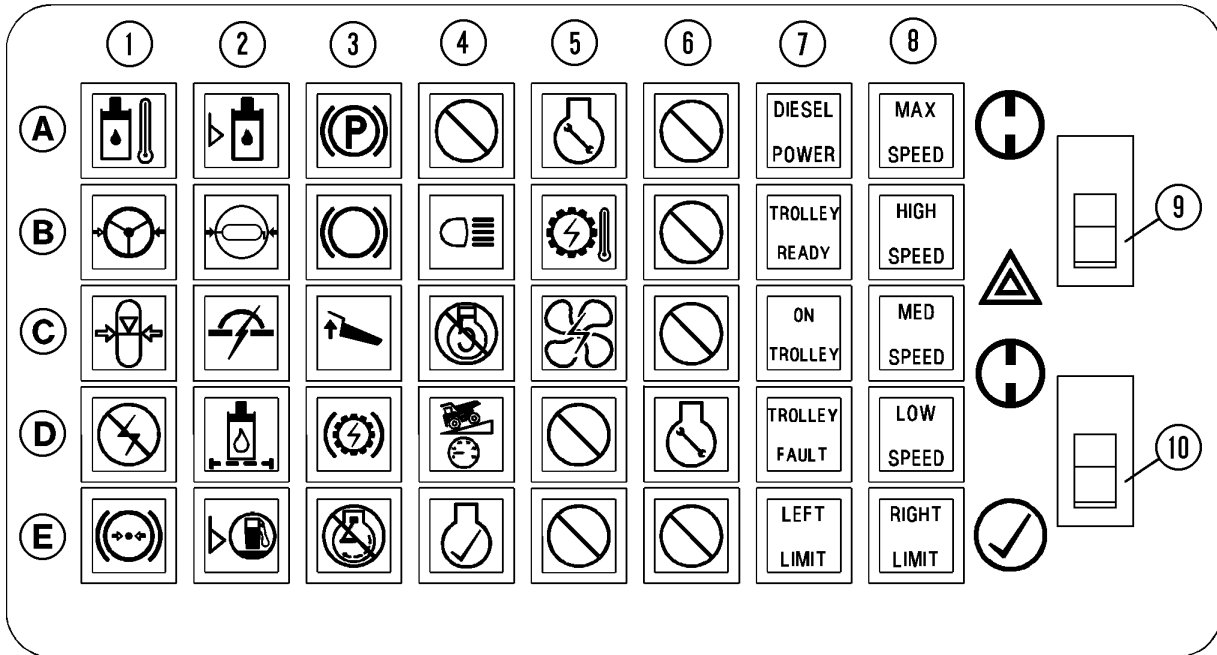 1 2 3 4 5 6 7 8
A
P
DIESEL
POWER
MAX
SPEED
B
TROLLEY
READY
HIGH
SPEED
9
C
ON
TROLLEY
MED
SPEED
D
TROLLEY
FAULT
LOW
SPEED
10
E
LEFT
LIMIT
RIGHT
LIMIT